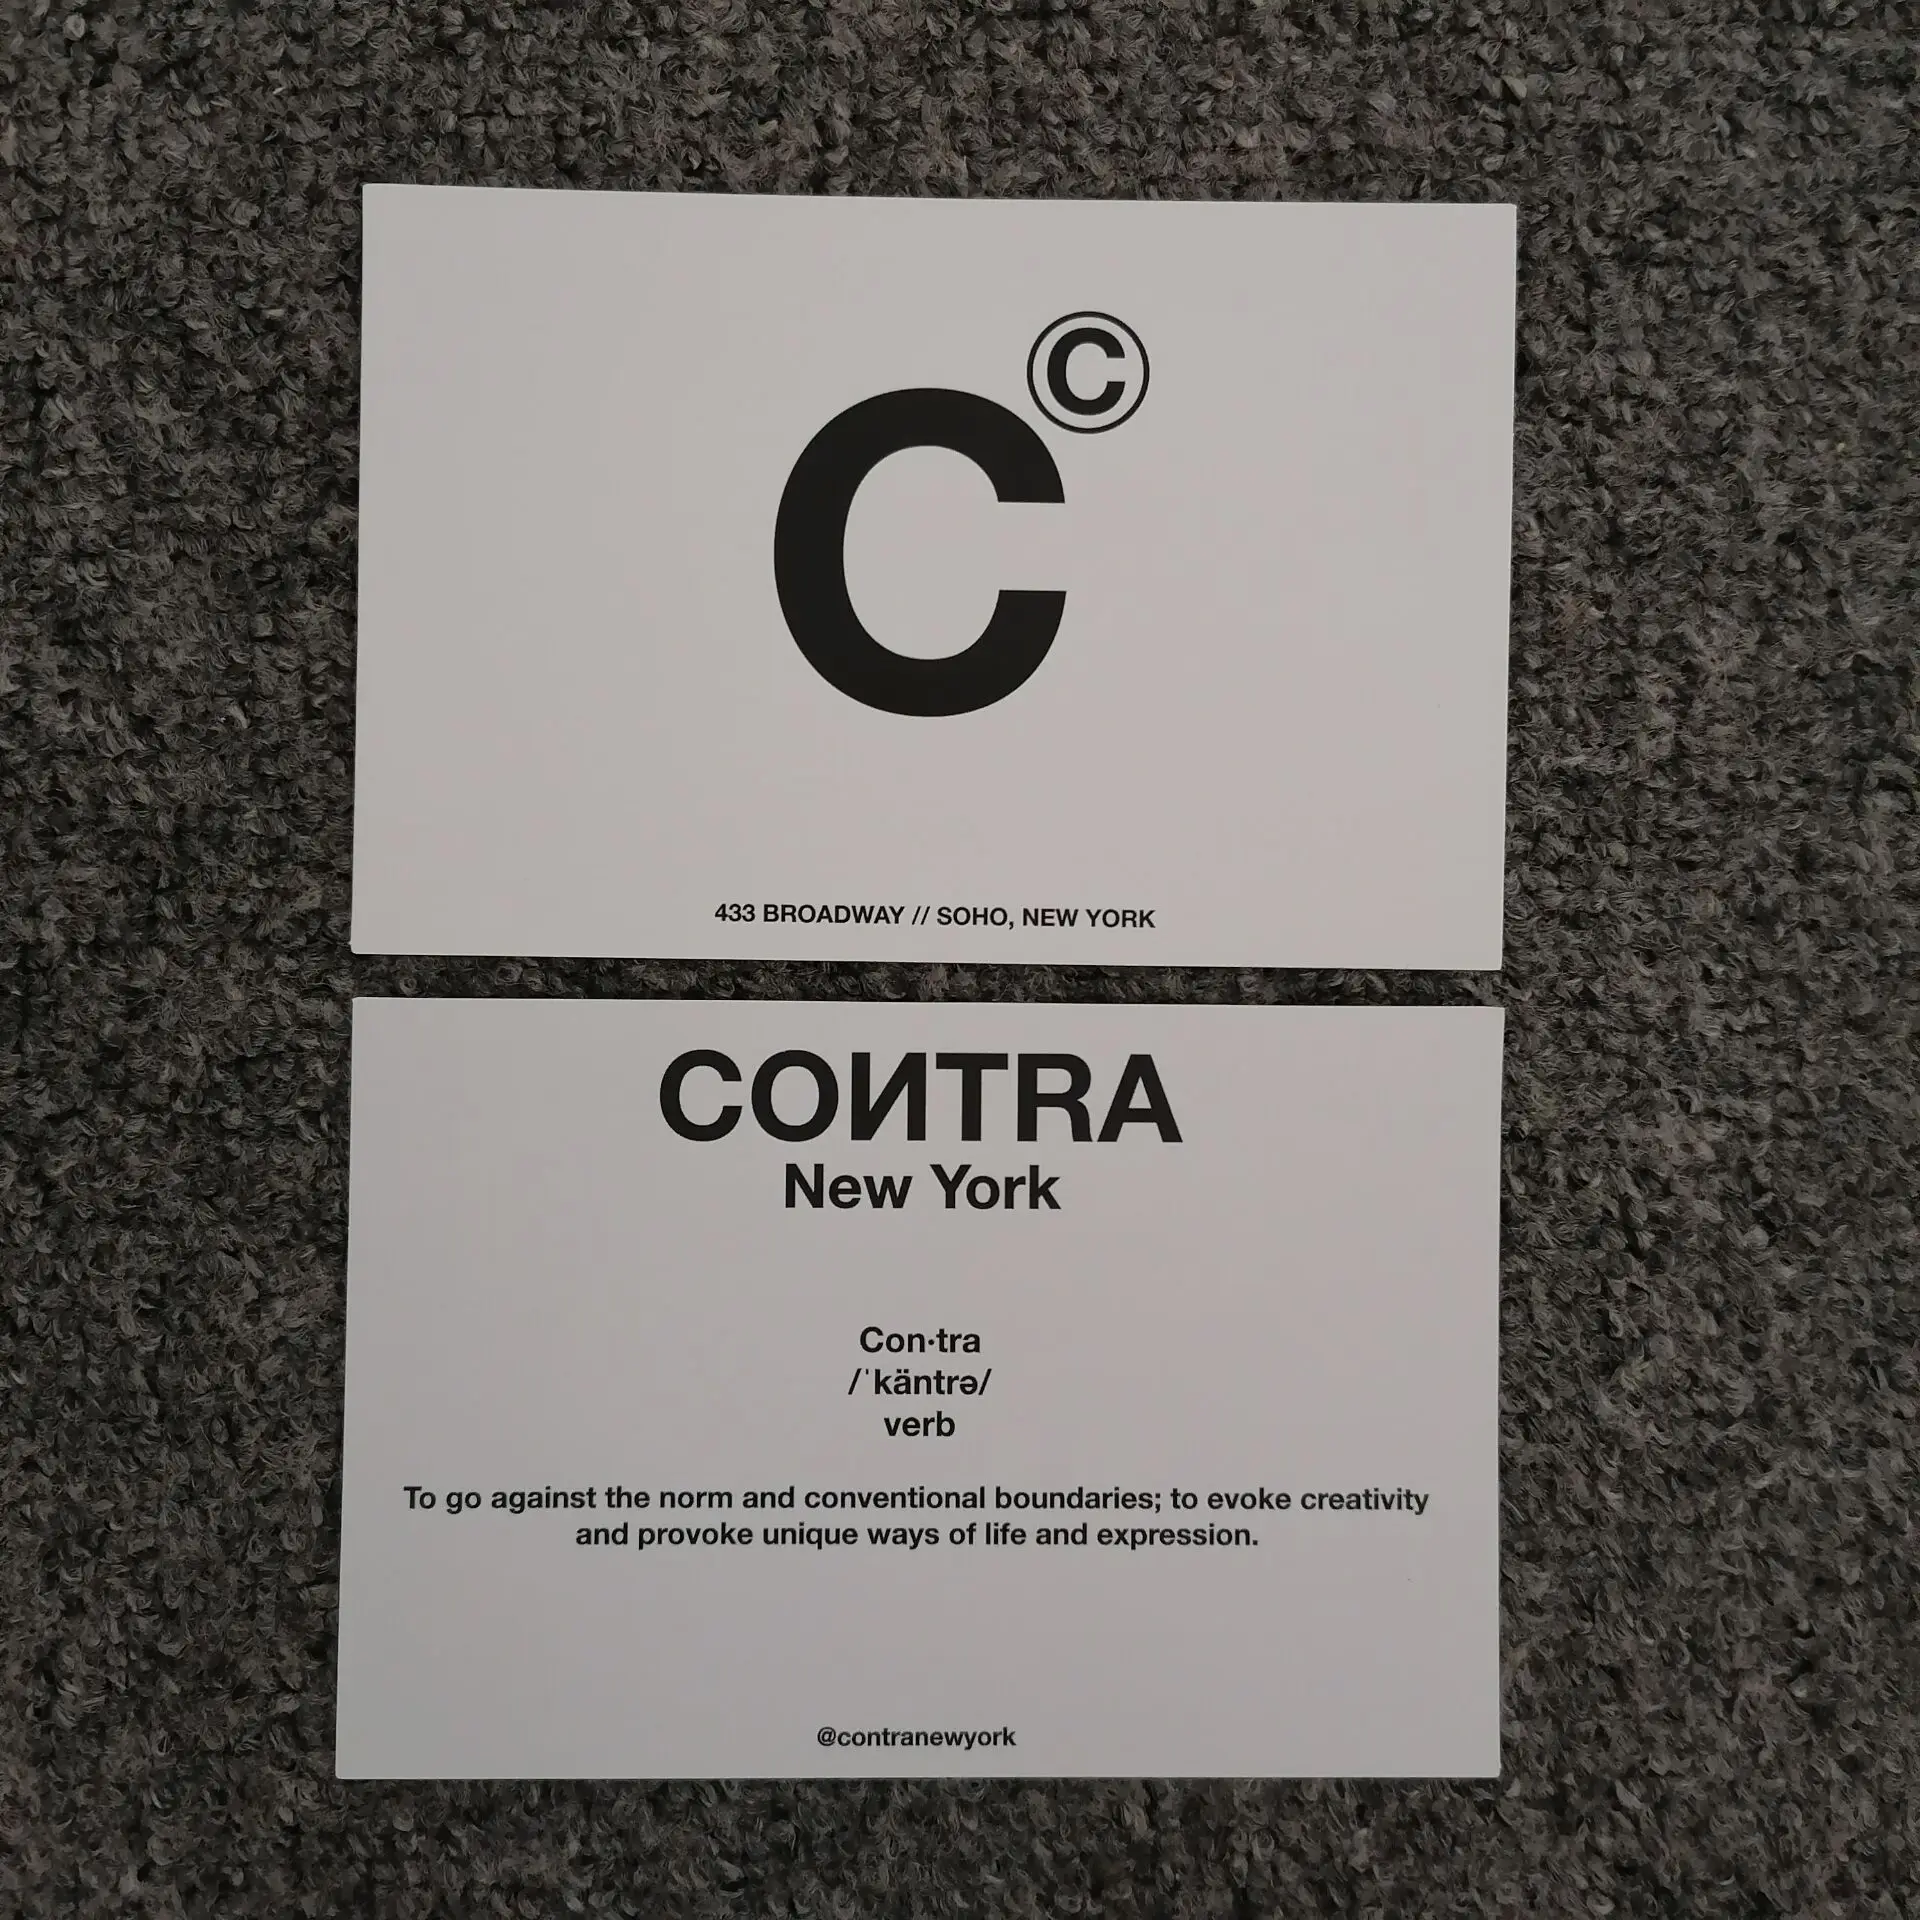 C©
433 BROADWAY // SOHO, NEW YORK
COИTRA
New York
Con·tra
/ˈkäntrə/
verb
To go against the norm and conventional boundaries; to evoke creativity
and provoke unique ways of life and expression.
@contranewyork